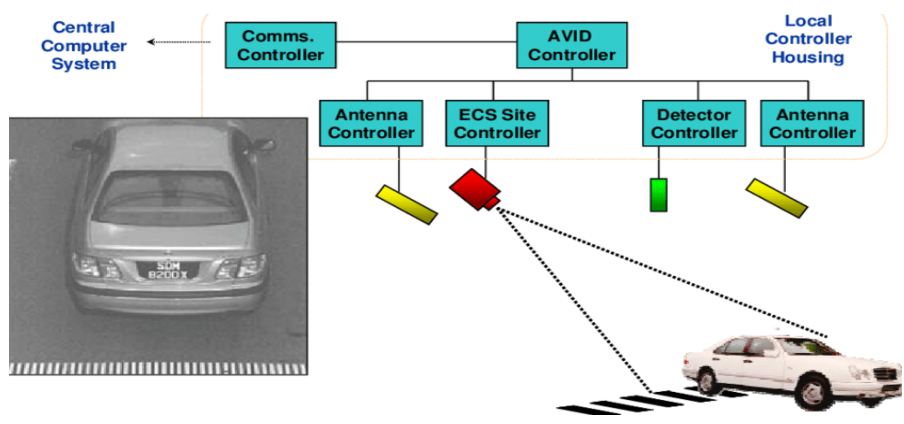 Central
Computer
System
Comms.
Controller
AVID
Controller
Local
Controller
Housing
Antenna
Controller
ECS Site
Controller
Detector
Controller
Antenna
Controller
SDM
8200X